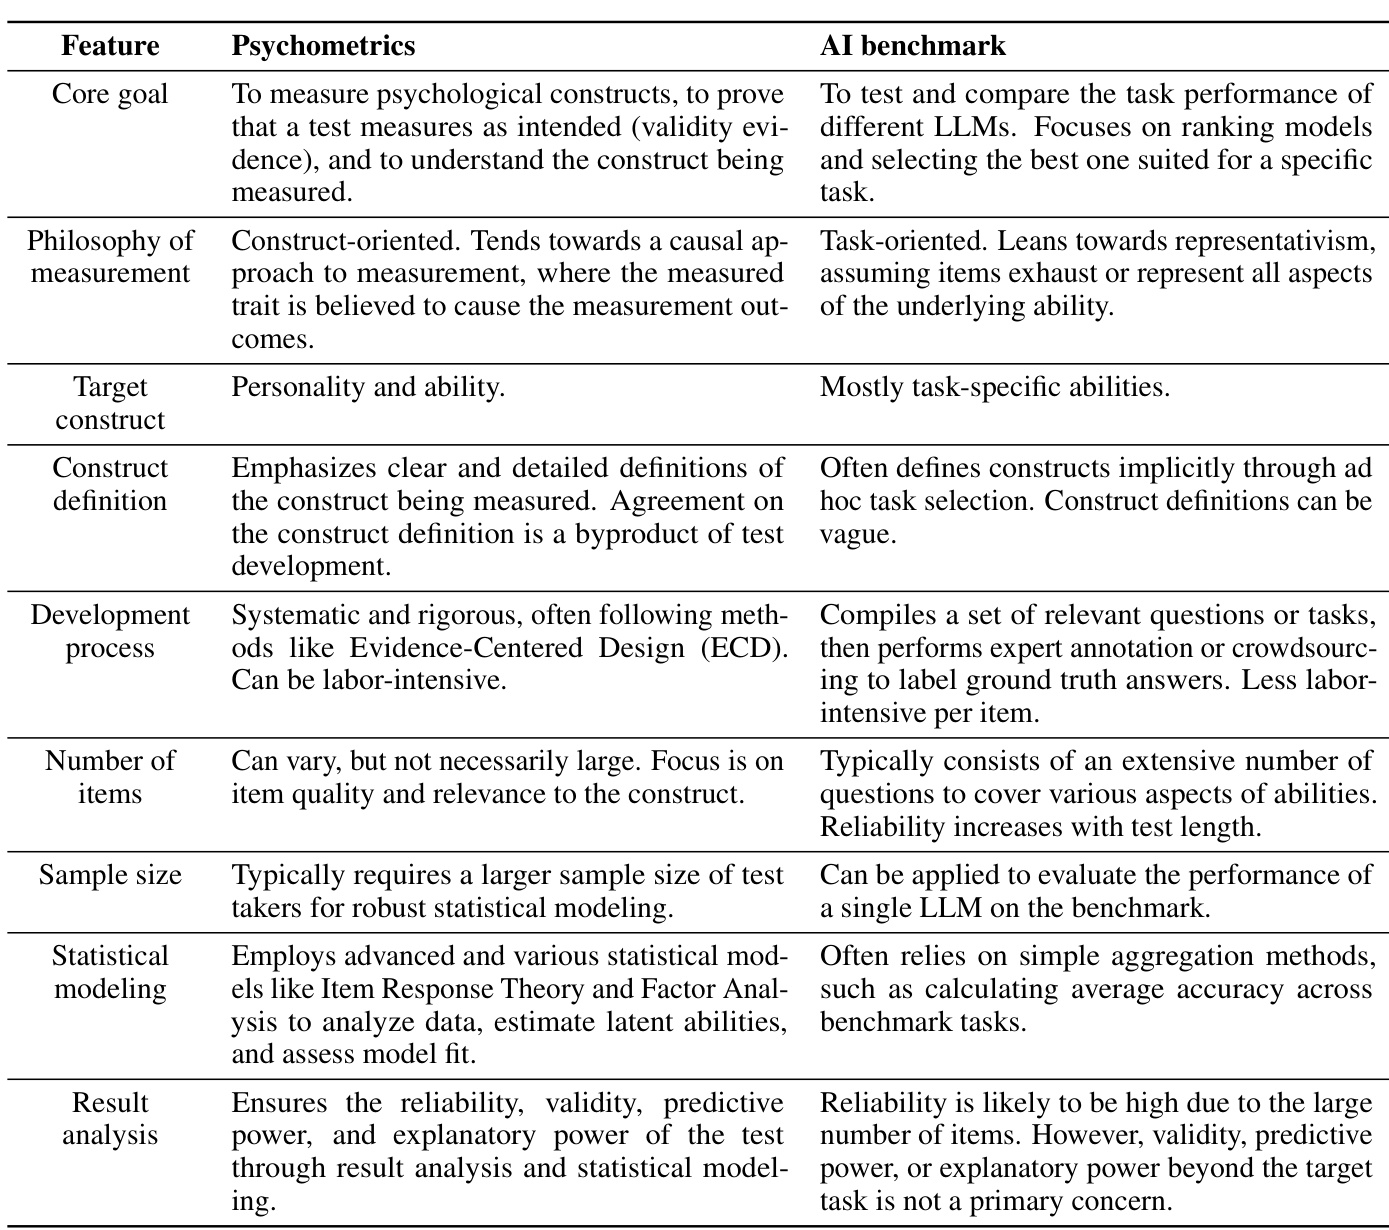 Feature
Psychometrics
AI benchmark
Core goal
To measure psychological constructs, to prove
that a test measures as intended (validity evi-
dence), and to understand the construct being
measured.
To test and compare the task performance of
different LLMs. Focuses on ranking models
and selecting the best one suited for a specific
task.
Philosophy of
measurement
Construct-oriented. Tends towards a causal ap-
proach to measurement, where the measured
trait is believed to cause the measurement out-
comes.
Task-oriented. Leans towards representativism,
assuming items exhaust or represent all aspects
of the underlying ability.
Target
construct
Personality and ability.
Mostly task-specific abilities.
Construct
definition
Emphasizes clear and detailed definitions of
the construct being measured. Agreement on
the construct definition is a byproduct of test
development.
Often defines constructs implicitly through ad
hoc task selection. Construct definitions can be
vague.
Development
process
Systematic and rigorous, often following meth-
ods like Evidence-Centered Design (ECD).
Can be labor-intensive.
Compiles a set of relevant questions or tasks,
then performs expert annotation or crowdsourc-
ing to label ground truth answers. Less labor-
intensive per item.
Number of
items
Can vary, but not necessarily large. Focus is on
item quality and relevance to the construct.
Typically consists of an extensive number of
questions to cover various aspects of abilities.
Reliability increases with test length.
Sample size
Typically requires a larger sample size of test
takers for robust statistical modeling.
Can be applied to evaluate the performance of
a single LLM on the benchmark.
Statistical
modeling
Employs advanced and various statistical mod-
els like Item Response Theory and Factor Anal-
ysis to analyze data, estimate latent abilities,
and assess model fit.
Often relies on simple aggregation methods,
such as calculating average accuracy across
benchmark tasks.
Result
analysis
Ensures the reliability, validity, predictive
power, and explanatory power of the test
through result analysis and statistical model-
ing.
Reliability is likely to be high due to the large
number of items. However, validity, predictive
power, or explanatory power beyond the target
task is not a primary concern.